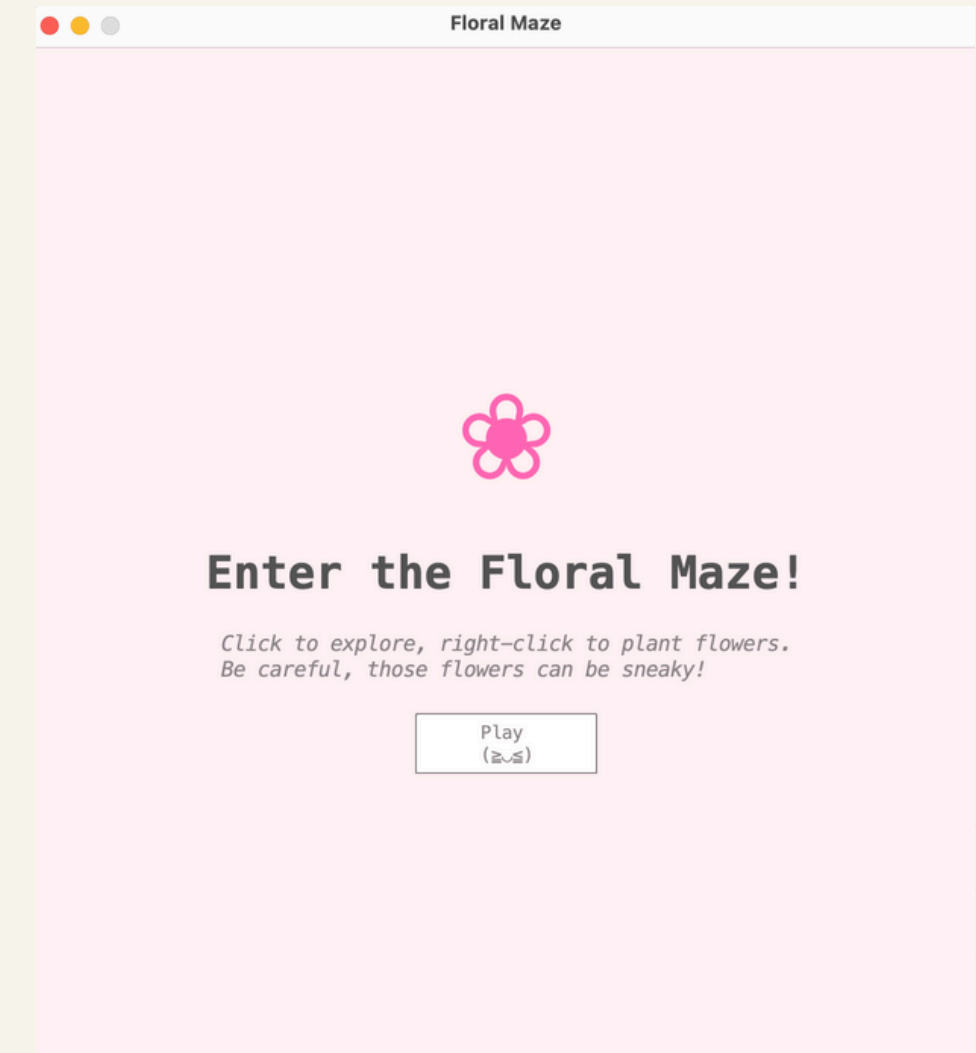 Floral Maze
Enter the Floral Maze!
Click to explore, right–click to plant flowers.
Be careful, those flowers can be sneaky!
Play
(≧◡≦)